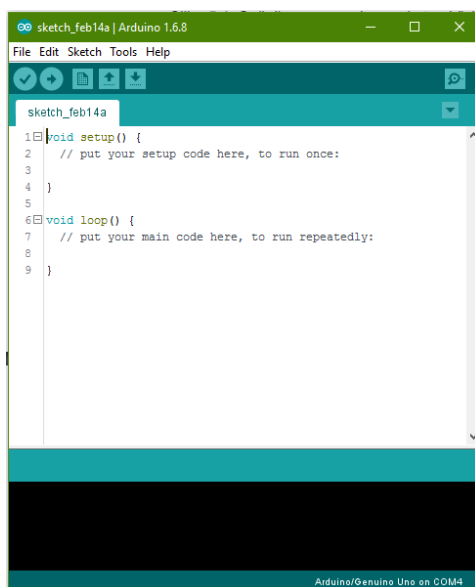 sketch_feb14a | Arduino 1.6.8
File Edit Sketch Tools Help
sketch_feb14a
1 void setup() {
2 // put your setup code here, to run once:
3
4 }
5
6 void loop() {
7 // put your main code here, to run repeatedly:
8
9 }
Arduino/Genuino Uno on COM4